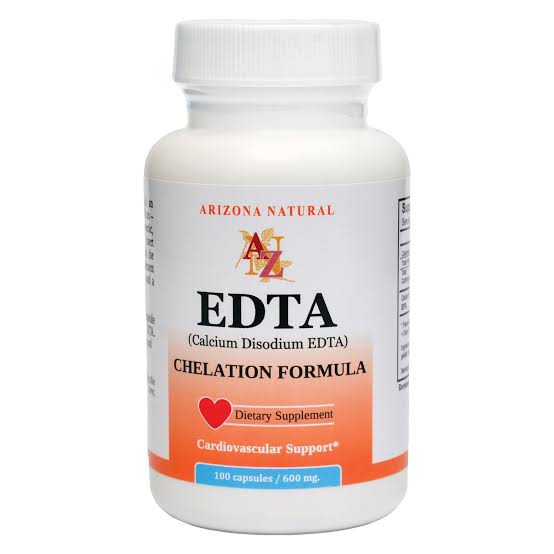 ARIZONA NATURAL
AZ
EDTA
(Calcium Disodium EDTA)
CHELATION FORMULA
Dietary Supplement
Cardiovascular Support*
100 capsules / 600 mg.